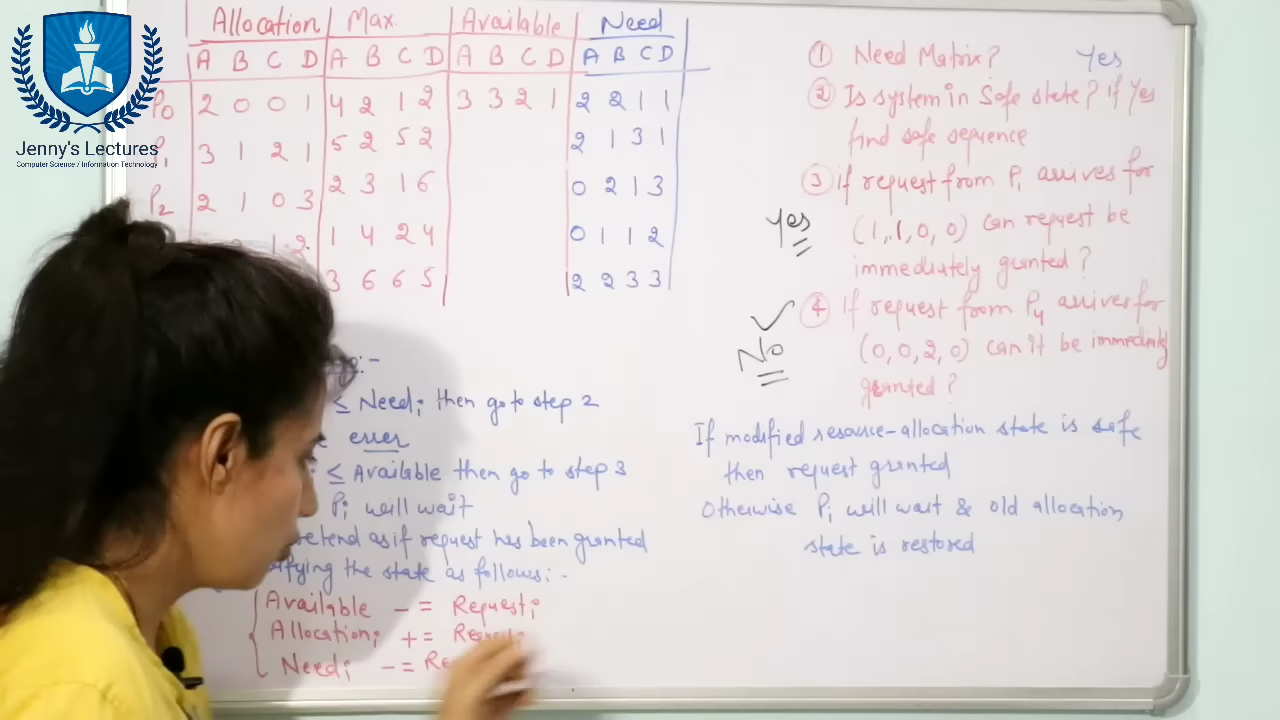 Allocation Max. Available Need
A B C D A B C D A B C D A B C D
P0 2 0 0 1 4 2 1 2 3 3 2 1 2 2 1 1
P1 3 1 2 1 5 2 5 2 2 1 3 1
P2 2 1 0 3 2 3 1 6 0 2 1 3
1 2 1 4 2 4 0 1 1 2
3 6 6 5 2 2 3 3
Jenny's Lectures
Computer Science / Information Technology
≤ Needi then go to step 2
error
≤ Available then go to step 3
Pi will wait
retend as if request has been granted
ifying the state as follows:-
Available -= Requesti
Allocationi +=
Needi -=
① Need Matrix? Yes
② Is system in Safe state? if Yes
find safe sequence
③ if request from P1 arrives for
Yes (1,1,0,0) can request be
immediately granted?
④ If request from P4 arrives for
No (0,0,2,0) can it be immediately
granted?
If modified resource-allocation state is safe
then request granted
Otherwise Pi will wait & old allocation
state is restored